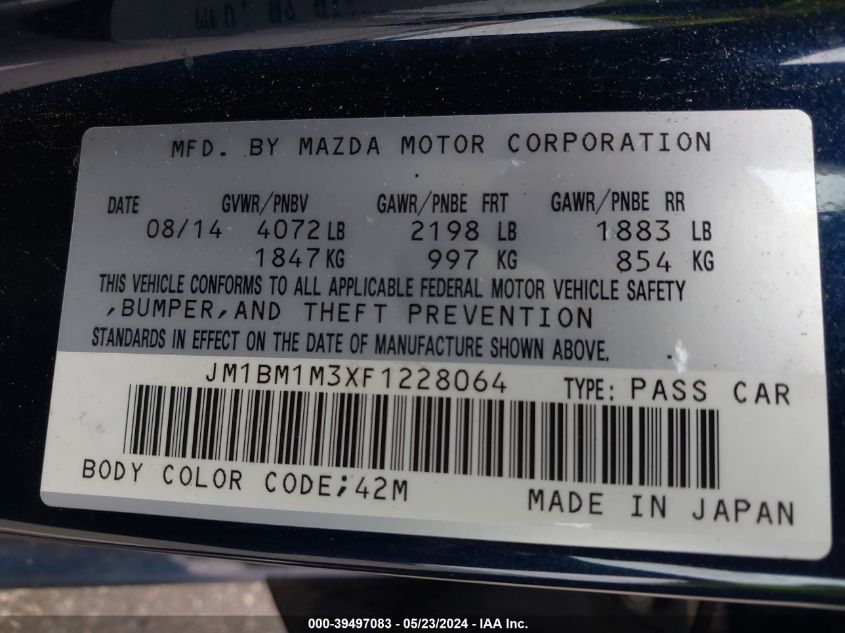 MFD. BY MAZDA MOTOR CORPORATION
DATE GVWR/PNBV GAWR/PNBE FRT GAWR/PNBE RR
08/14 4072 LB 2198 LB 1883 LB
1847 KG 997 KG 854 KG
THIS VEHICLE CONFORMS TO ALL APPLICABLE FEDERAL MOTOR VEHICLE SAFETY
,BUMPER,AND THEFT PREVENTION
STANDARDS IN EFFECT ON THE DATE OF MANUFACTURE SHOWN ABOVE.
JM1BM1M3XF1228064 TYPE: PASS CAR
BODY COLOR CODE;42M MADE IN JAPAN
000-39497083 - 05/23/2024 - IAA Inc.